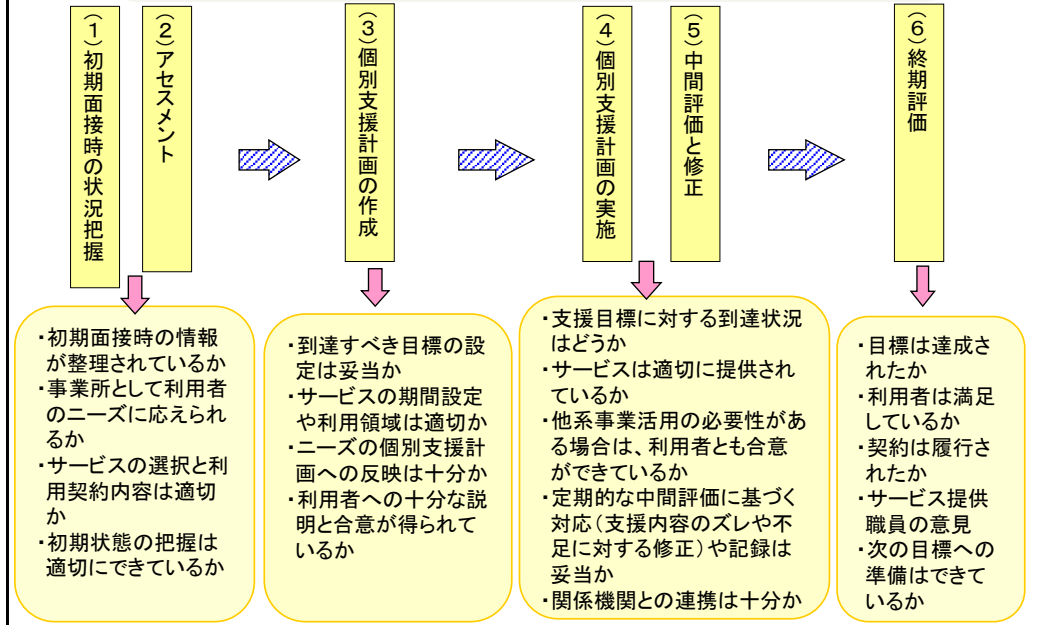 (1)初期面接時の状況把握
(2)アセスメント
(3)個別支援計画の作成
(4)個別支援計画の実施
(5)中間評価と修正
(6)終期評価
・初期面接時の情報
が整理されているか
・事業所として利用者
のニーズに応えられ
るか
・サービスの選択と利
用契約内容は適切
か
・初期状態の把握は
適切にできているか
・到達すべき目標の設
定は妥当か
・サービスの期間設定
や利用領域は適切か
・ニーズの個別支援計
画への反映は十分か
・利用者への十分な説
明と合意が得られて
いるか
・支援目標に対する到達状況
はどうか
・サービスは適切に提供され
ているか
・他系事業活用の必要性があ
る場合は、利用者とも合意
ができているか
・定期的な中間評価に基づく
対応(支援内容のズレや不
足に対する修正)や記録は
妥当か
・関係機関との連携は十分か
・目標は達成さ
れたか
・利用者は満足
しているか
・契約は履行さ
れたか
・サービス提供
職員の意見
・次の目標への
準備はできて
いるか